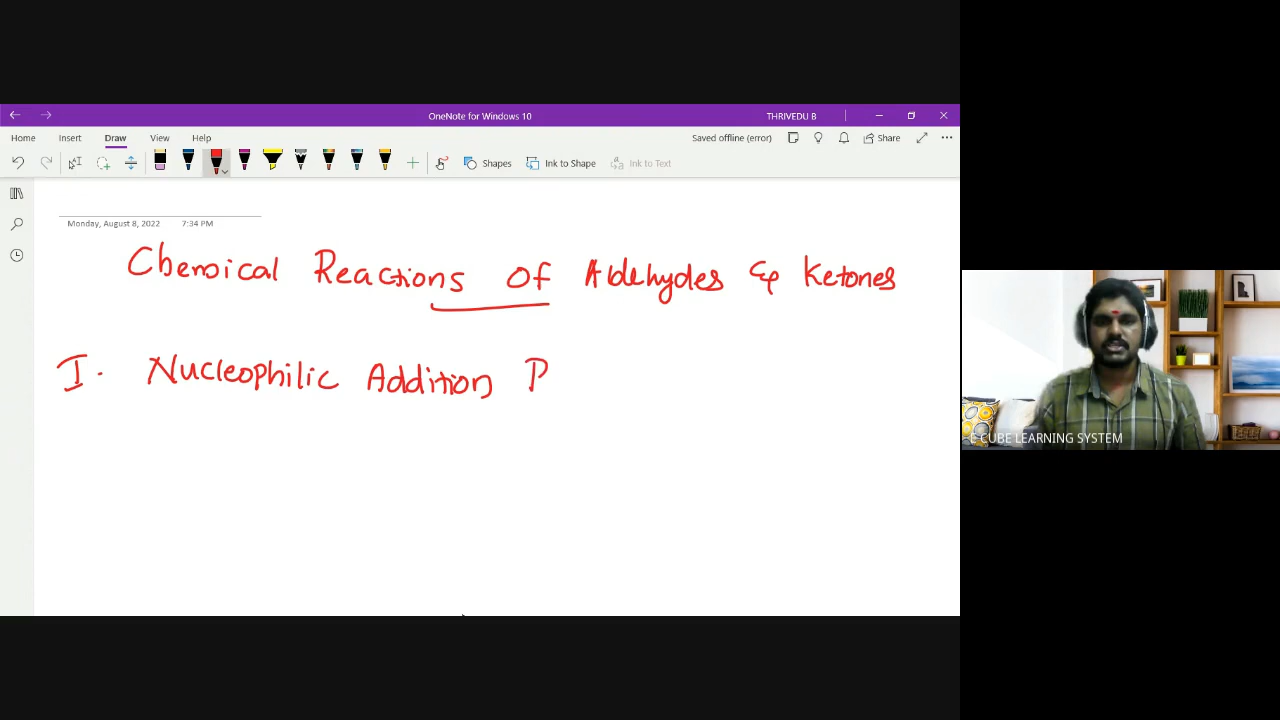 OneNote for Windows 10
THRIVEDU B
Home Insert Draw View Help
Saved offline (error)
Share
Shapes
Ink to Shape
Ink to Text
Monday, August 8, 2022 7:34 PM
Chemical Reactions of Aldehydes & Ketones
I. Nucleophilic Addition
E CUBE LEARNING SYSTEM